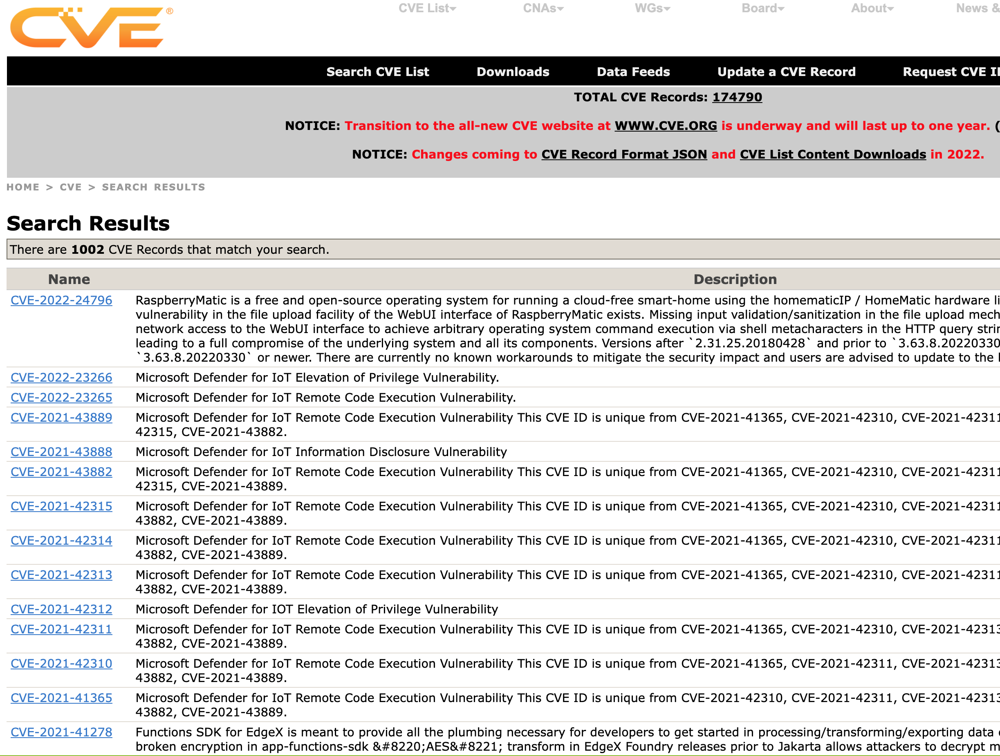 CVE®
CVE List CNAs WGs Board About News &
Search CVE List Downloads Data Feeds Update a CVE Record Request CVE
TOTAL CVE Records: 174790
NOTICE: Transition to the all-new CVE website at WWW.CVE.ORG is underway and will last up to one year. (
NOTICE: Changes coming to CVE Record Format JSON and CVE List Content Downloads in 2022.
HOME > CVE > SEARCH RESULTS
Search Results
There are 1002 CVE Records that match your search.
Name Description
CVE-2022-24796 RaspberryMatic is a free and open-source operating system for running a cloud-free smart-home using the homematicIP / HomeMatic hardware
vulnerability in the file upload facility of the WebUI interface of RaspberryMatic exists. Missing input validation/sanitization in the file upload
network access to the WebUI interface to achieve arbitrary operating system command execution via shell metacharacters in the HTTP query
leading to a full compromise of the underlying system and all its components. Versions after `2.31.25.20180428` and prior to `3.63.8.20220330
`3.63.8.20220330` or newer. There are currently no known workarounds to mitigate the security impact and users are advised to update to the
CVE-2022-23266 Microsoft Defender for IoT Elevation of Privilege Vulnerability.
CVE-2022-23265 Microsoft Defender for IoT Remote Code Execution Vulnerability.
CVE-2021-43889 Microsoft Defender for IoT Remote Code Execution Vulnerability This CVE ID is unique from CVE-2021-41365, CVE-2021-42310, CVE-2021-42311
42315, CVE-2021-43882.
CVE-2021-43888 Microsoft Defender for IoT Information Disclosure Vulnerability
CVE-2021-43882 Microsoft Defender for IoT Remote Code Execution Vulnerability This CVE ID is unique from CVE-2021-41365, CVE-2021-42310, CVE-2021-42311
42315, CVE-2021-43889.
CVE-2021-42315 Microsoft Defender for IoT Remote Code Execution Vulnerability This CVE ID is unique from CVE-2021-41365, CVE-2021-42310, CVE-2021-42311
43882, CVE-2021-43889.
CVE-2021-42314 Microsoft Defender for IoT Remote Code Execution Vulnerability This CVE ID is unique from CVE-2021-41365, CVE-2021-42310, CVE-2021-42311
43882, CVE-2021-43889.
CVE-2021-42313 Microsoft Defender for IoT Remote Code Execution Vulnerability This CVE ID is unique from CVE-2021-41365, CVE-2021-42310, CVE-2021-42311
43882, CVE-2021-43889.
CVE-2021-42312 Microsoft Defender for IOT Elevation of Privilege Vulnerability
CVE-2021-42311 Microsoft Defender for IoT Remote Code Execution Vulnerability This CVE ID is unique from CVE-2021-41365, CVE-2021-42310, CVE-2021-42313
43882, CVE-2021-43889.
CVE-2021-42310 Microsoft Defender for IoT Remote Code Execution Vulnerability This CVE ID is unique from CVE-2021-41365, CVE-2021-42311, CVE-2021-42313
43882, CVE-2021-43889.
CVE-2021-41365 Microsoft Defender for IoT Remote Code Execution Vulnerability This CVE ID is unique from CVE-2021-42310, CVE-2021-42311, CVE-2021-42313
43882, CVE-2021-43889.
CVE-2021-41278 Functions SDK for EdgeX is meant to provide all the plumbing necessary for developers to get started in processing/transforming/exporting data
broken encryption in app-functions-sdk &#8220;AES&#8221; transform in EdgeX Foundry releases prior to Jakarta allows attackers to decrypt